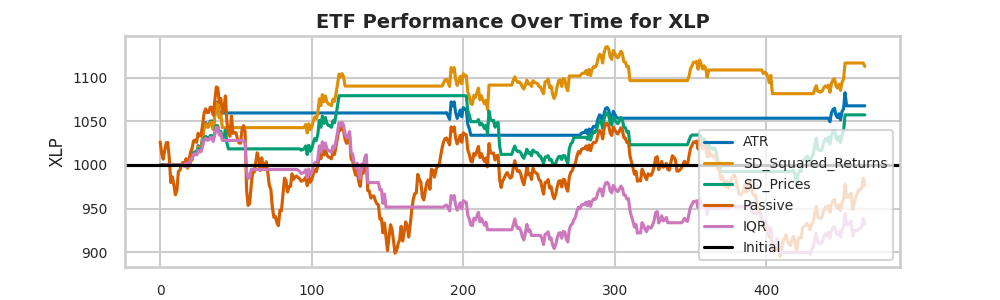 ETF Performance Over Time for XLP
XLP
1100
1050
1000
950
900
0
100
200
300
400
ATR
SD_Squared_Returns
SD_Prices
Passive
IQR
Initial